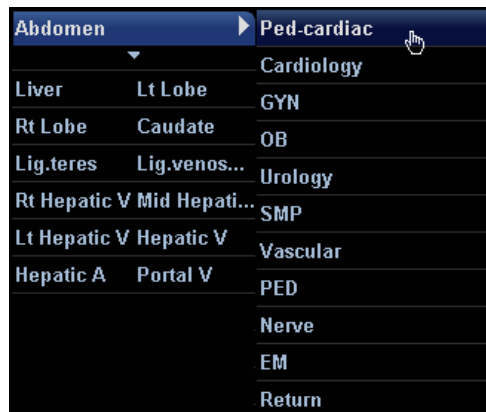 Abdomen
Liver Lt Lobe
Rt Lobe Caudate
Lig.teres Lig.venos...
Rt Hepatic V Mid Hepati...
Lt Hepatic V Hepatic V
Hepatic A Portal V
Ped-cardiac
Cardiology
GYN
OB
Urology
SMP
Vascular
PED
Nerve
EM
Return